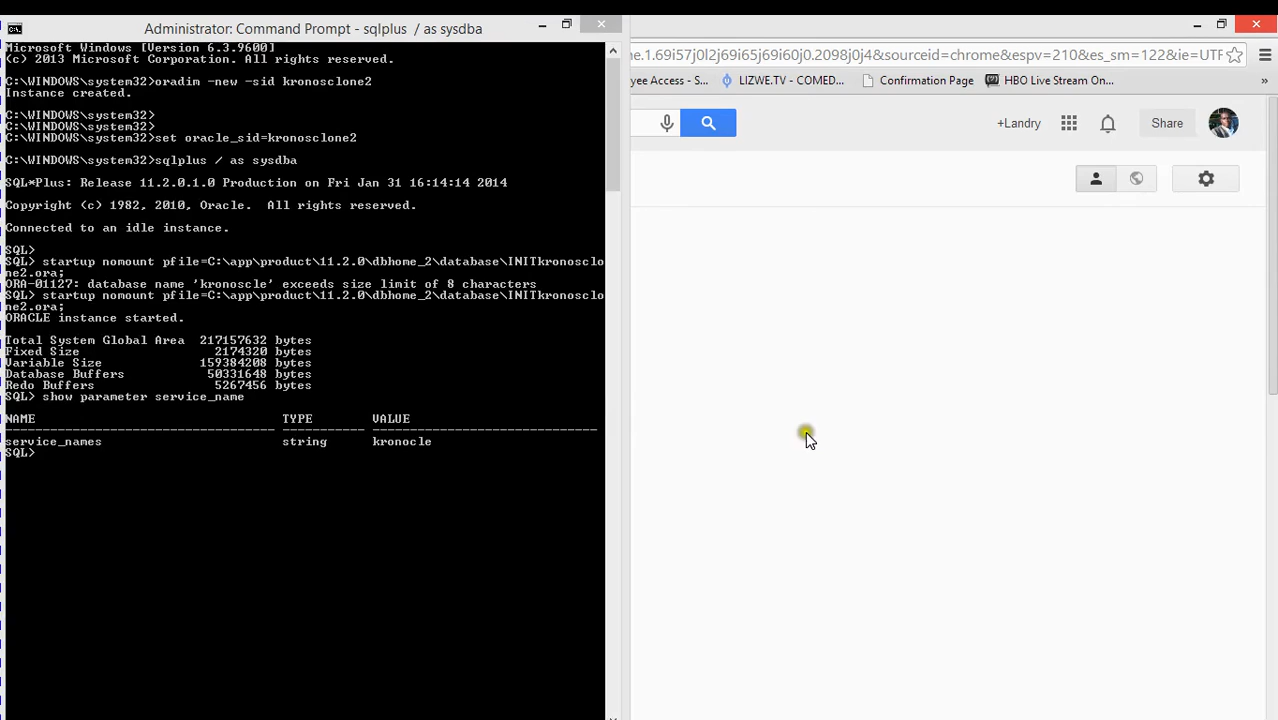 Administrator: Command Prompt - sqlplus / as sysdba
Microsoft Windows [Version 6.3.9600]
(c) 2013 Microsoft Corporation. All rights reserved.
C:\WINDOWS\system32>oradim -new -sid kronosclone2
Instance created.
C:\WINDOWS\system32>
C:\WINDOWS\system32>
C:\WINDOWS\system32>set oracle_sid=kronosclone2
C:\WINDOWS\system32>sqlplus / as sysdba
SQL*Plus: Release 11.2.0.1.0 Production on Fri Jan 31 16:14:14 2014
Copyright (c) 1982, 2010, Oracle.  All rights reserved.
Connected to an idle instance.
SQL>
SQL> startup nomount pfile=C:\app\product\11.2.0\dbhome_2\database\INITkronosclo
ne2.ora;
ORA-01127: database name 'kronoscle' exceeds size limit of 8 characters
SQL> startup nomount pfile=C:\app\product\11.2.0\dbhome_2\database\INITkronosclo
ne2.ora;
ORACLE instance started.
Total System Global Area  217157632 bytes
Fixed Size                  2174320 bytes
Variable Size             159384208 bytes
Database Buffers           50331648 bytes
Redo Buffers                5267456 bytes
SQL> show parameter service_name
NAME                                 TYPE        VALUE
------------------------------------ ----------- ------------------------------
service_names                        string      kronocle
SQL>
me.1.69i57j0l2j69i65j69i60j0.2098j0j4&sourceid=chrome&espv=210&es_sm=122&ie=UTF
yee Access - S... LIZWE.TV – COMED... Confirmation Page HBO Live Stream On... »
+Landry Share